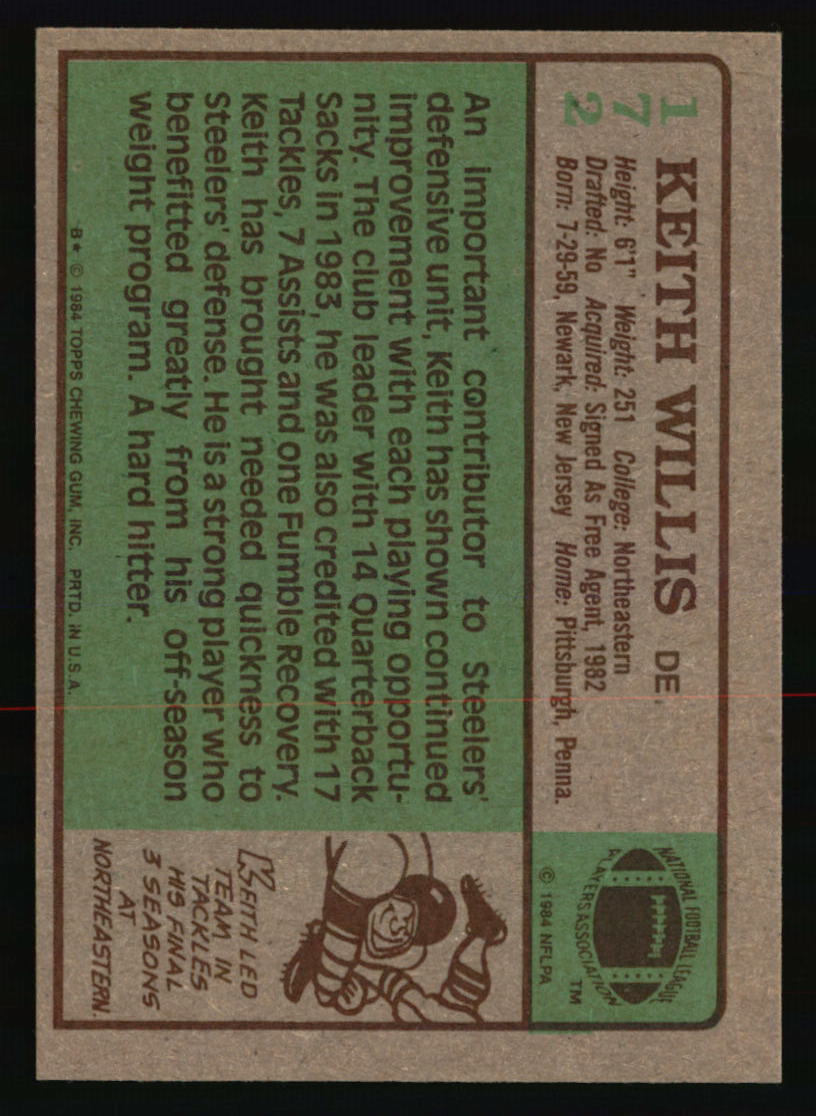 172
KEITH WILLIS DE.
Height: 6'1" Weight: 251 College: Northeastern
Drafted: No Acquired: Signed As Free Agent, 1982
Born: 7-29-59, Newark, New Jersey Home: Pittsburgh, Penna.
NATIONAL FOOTBALL LEAGUE
PLAYERS ASSOCIATION
TM
© 1984 NFLPA
An important contributor to Steelers'
defensive unit, Keith has shown continued
improvement with each playing opportu-
nity. The club leader with 14 Quarterback
Sacks in 1983, he was also credited with 17
Tackles, 7 Assists and one Fumble Recovery.
Keith has brought needed quickness to
Steelers' defense. He is a strong player who
benefitted greatly from his off-season
weight program. A hard hitter.
B★ © 1984 TOPPS CHEWING GUM, INC. PRTD. IN U.S.A.
KEITH LED
TEAM IN
TACKLES
HIS FINAL
3 SEASONS
AT
NORTHEASTERN.